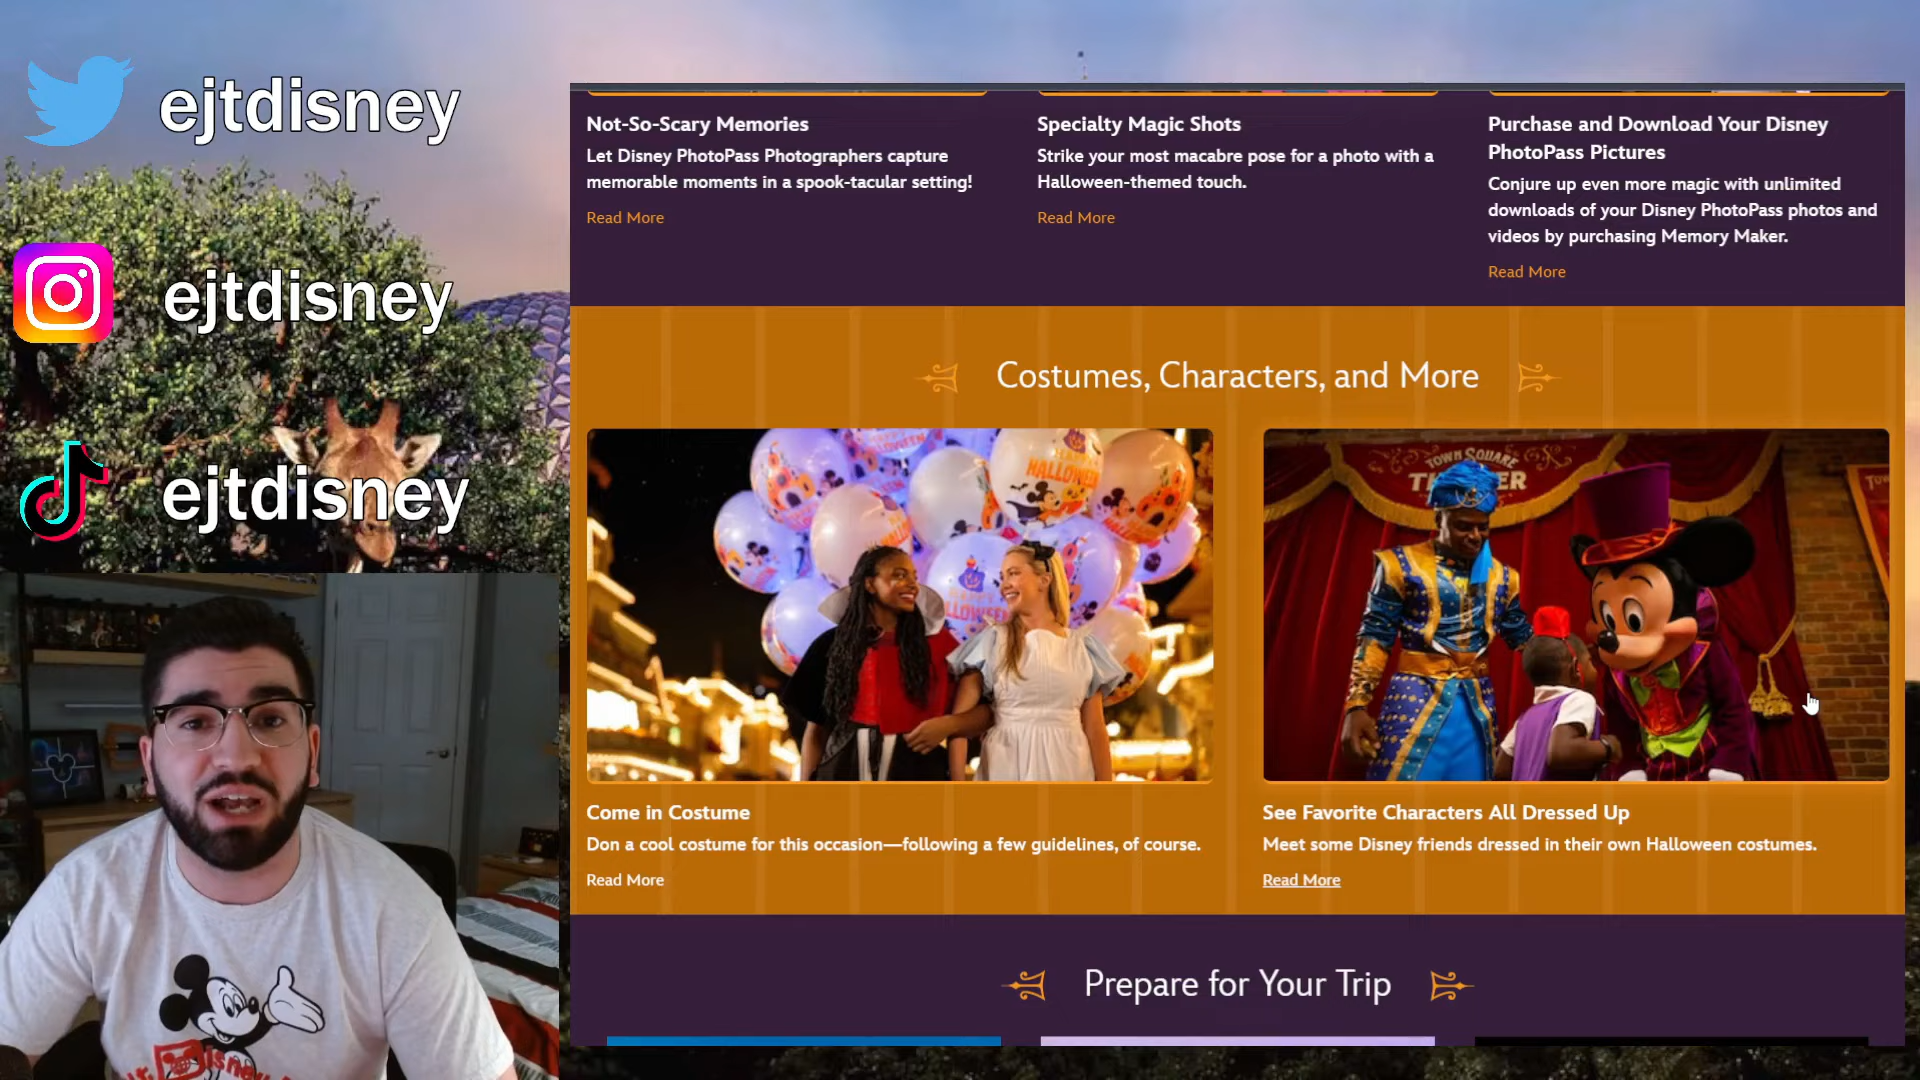 ejtdisney
ejtdisney
ejtdisney
Not-So-Scary Memories
Let Disney PhotoPass Photographers capture
memorable moments in a spook-tacular setting!
Read More
Specialty Magic Shots
Strike your most macabre pose for a photo with a
Halloween-themed touch.
Read More
Purchase and Download Your Disney
PhotoPass Pictures
Conjure up even more magic with unlimited
downloads of your Disney PhotoPass photos and
videos by purchasing Memory Maker.
Read More
Costumes, Characters, and More
HALLOWEEN
TOWN SQUARE
Come in Costume
Don a cool costume for this occasion—following a few guidelines, of course.
Read More
See Favorite Characters All Dressed Up
Meet some Disney friends dressed in their own Halloween costumes.
Read More
Prepare for Your Trip